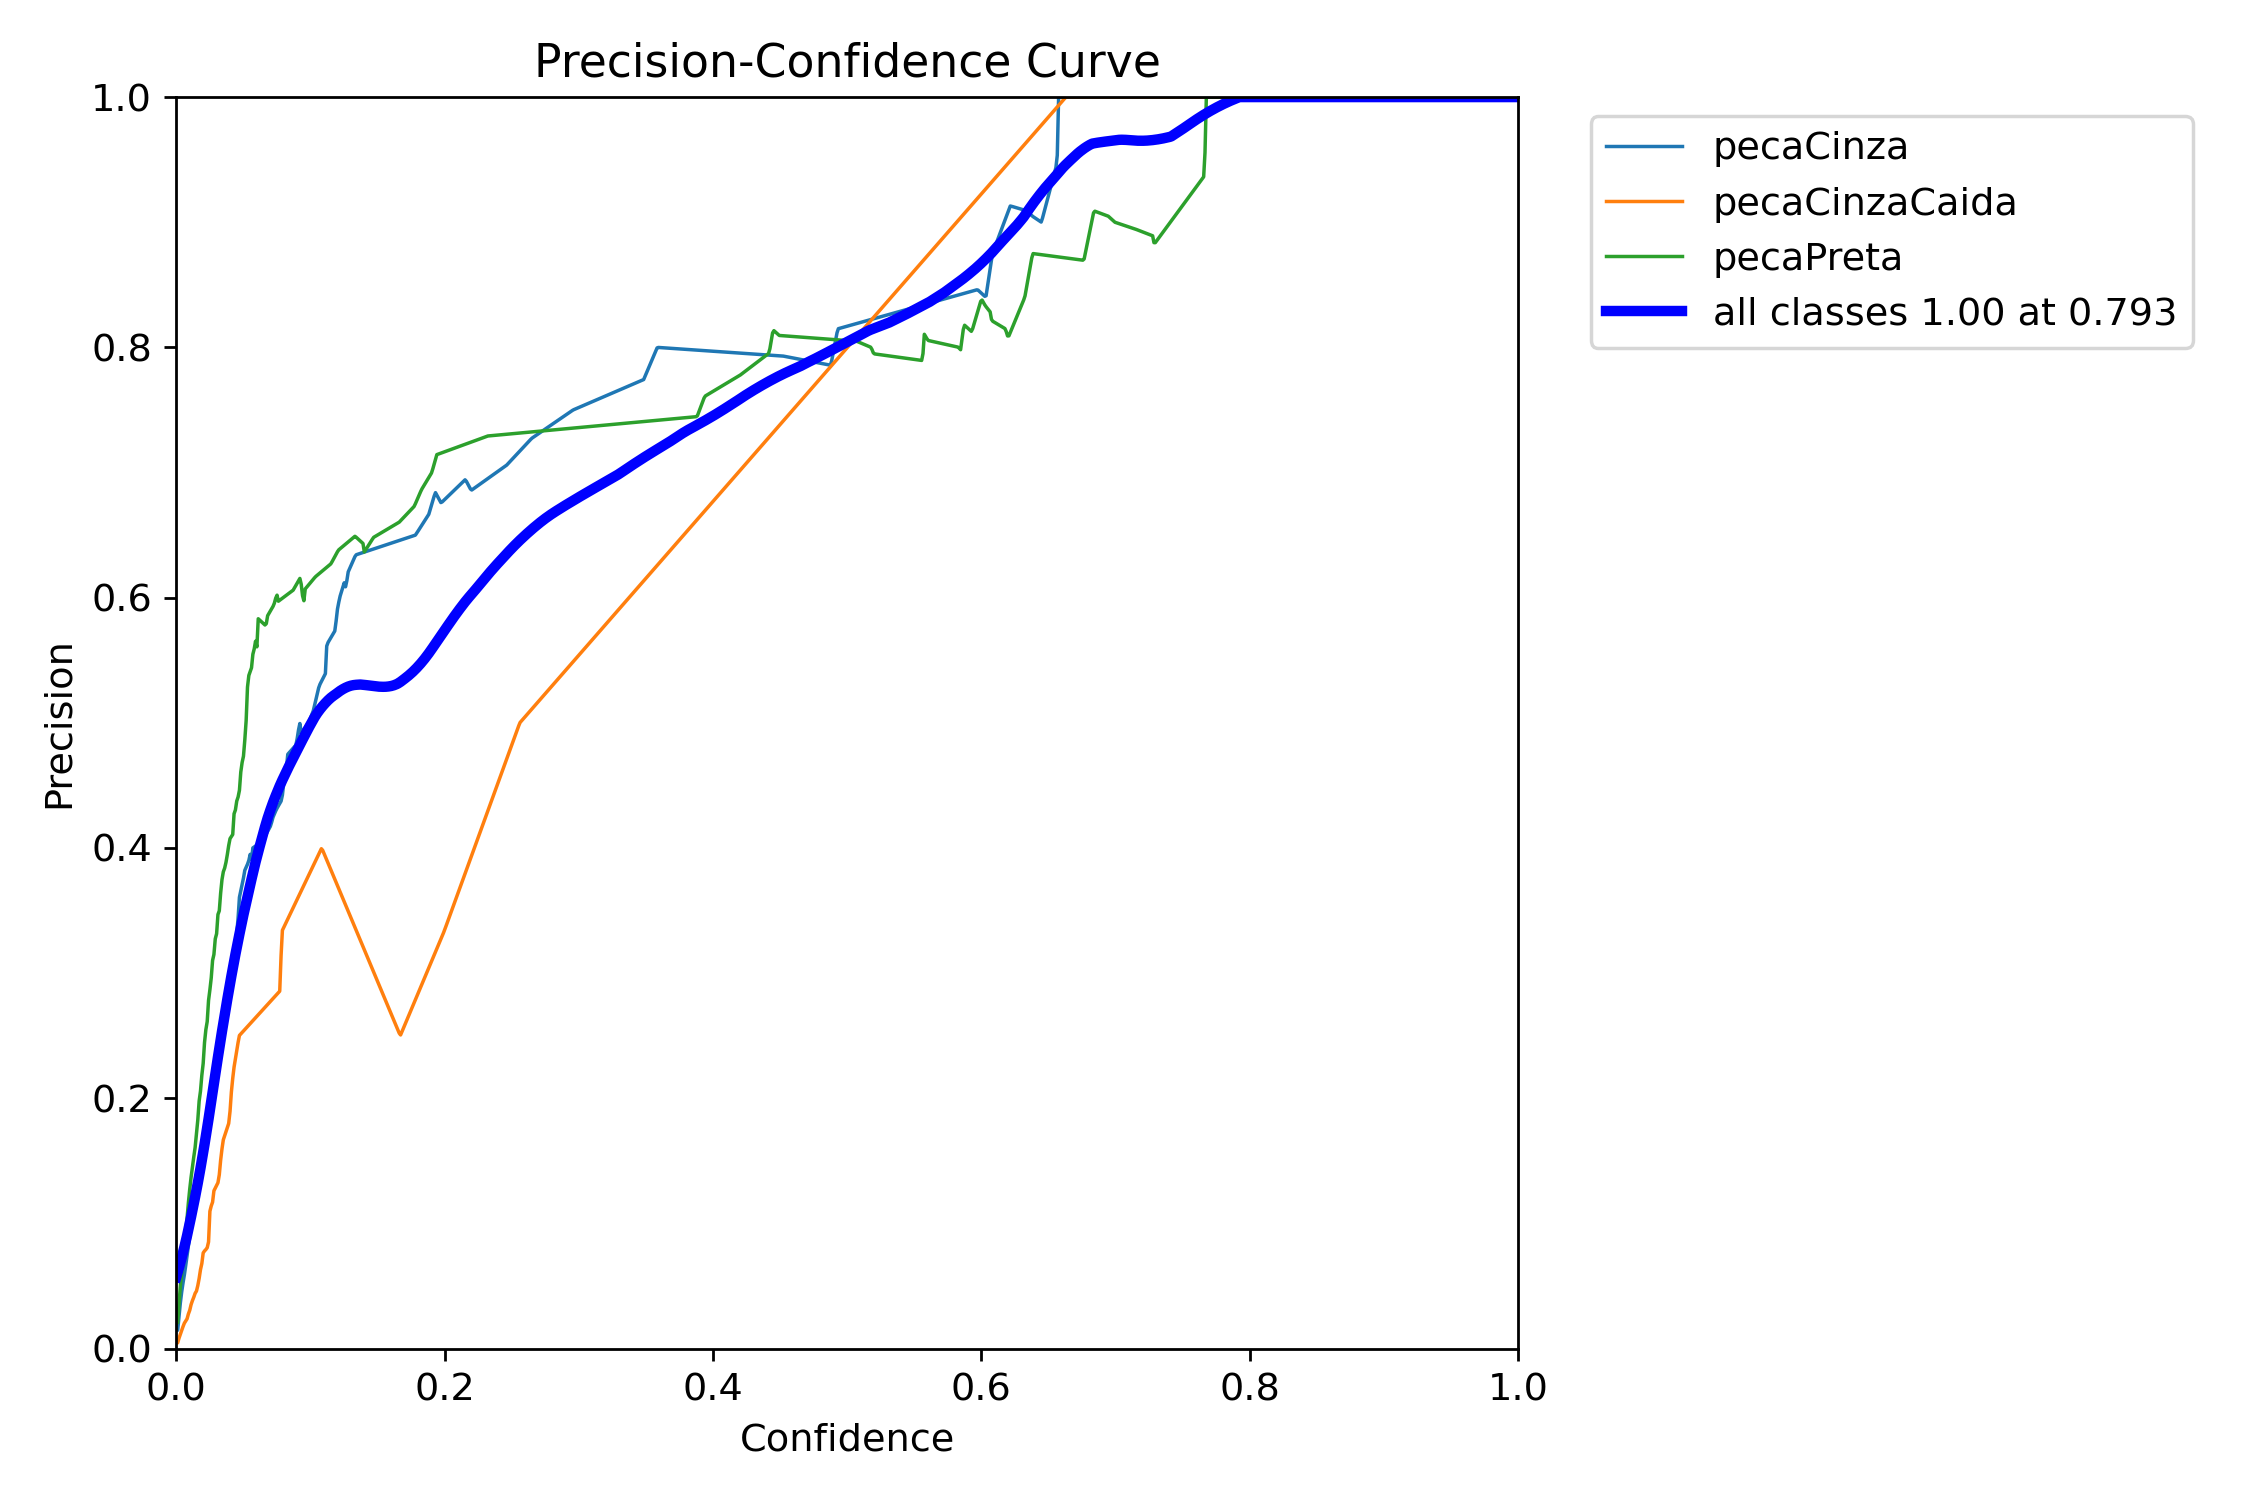 Precision-Confidence Curve
1.0
0.8
0.6
0.4
0.2
0.0
Precision
0.0 0.2 0.4 0.6 0.8 1.0
Confidence
pecaCinza
pecaCinzaCaida
pecaPreta
all classes 1.00 at 0.793